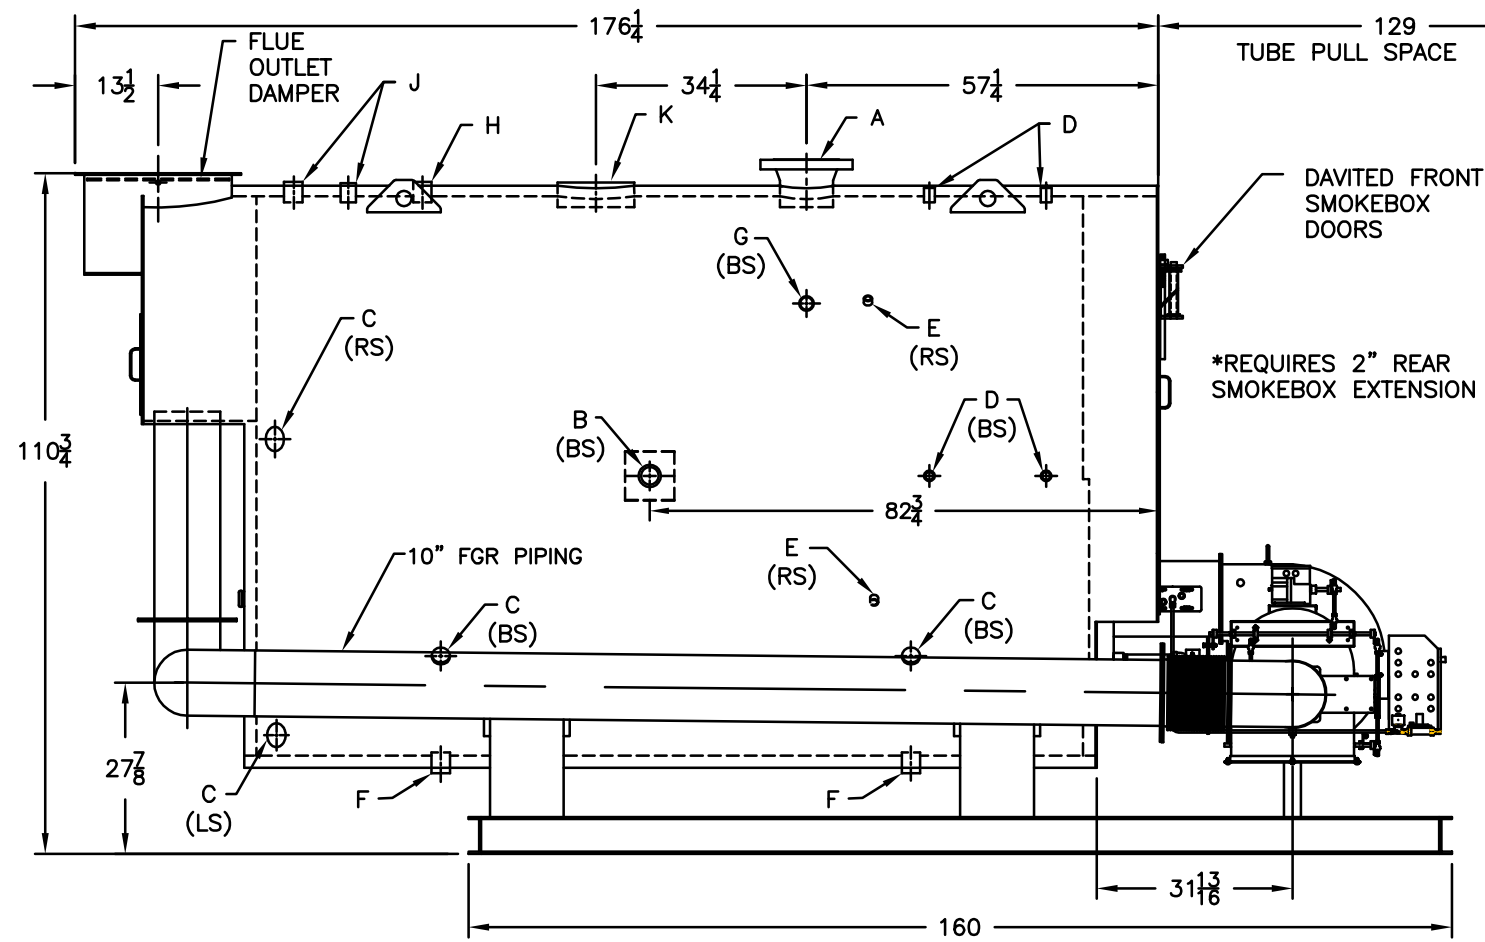 176 1/4
129
TUBE PULL SPACE
FLUE
OUTLET
DAMPER
13 1/2
J
34 1/4
57 1/4
H
K
A
D
DAVITED FRONT
SMOKEBOX
DOORS
G
(BS)
C
(RS)
E
(RS)
*REQUIRES 2" REAR
SMOKEBOX EXTENSION
B
(BS)
D
(BS)
110 3/4
82 3/4
10" FGR PIPING
E
(RS)
C
(BS)
C
(BS)
27 7/8
C
(LS)
F
F
31 13/16
160